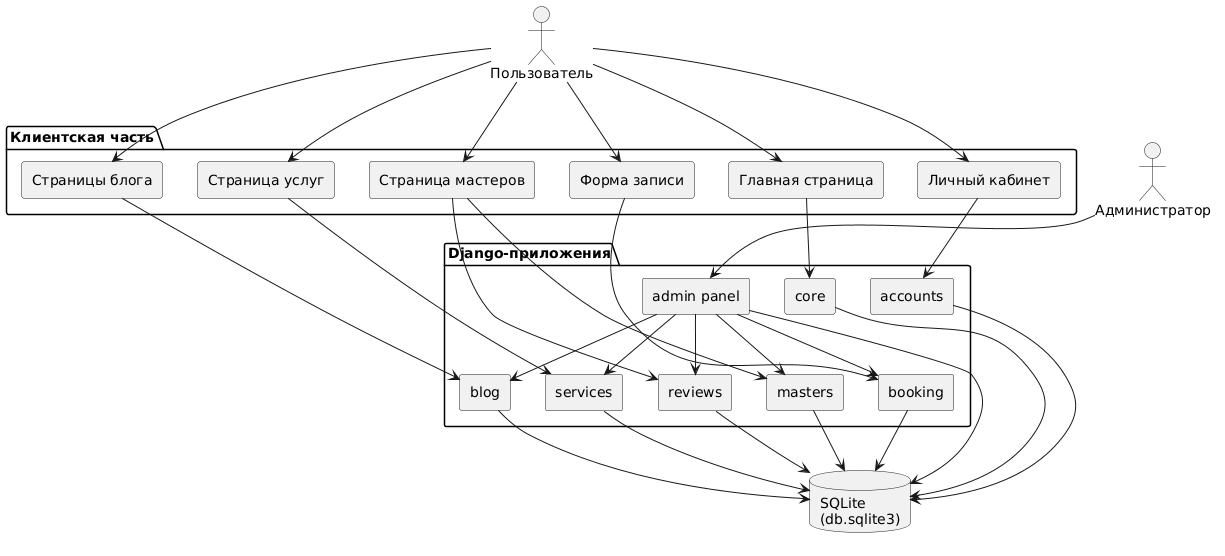 Пользователь
Клиентская часть
Страницы блога
Страница услуг
Страница мастеров
Форма записи
Главная страница
Личный кабинет
Администратор
Django-приложения
admin panel
core
accounts
blog
services
reviews
masters
booking
SQLite
(db.sqlite3)